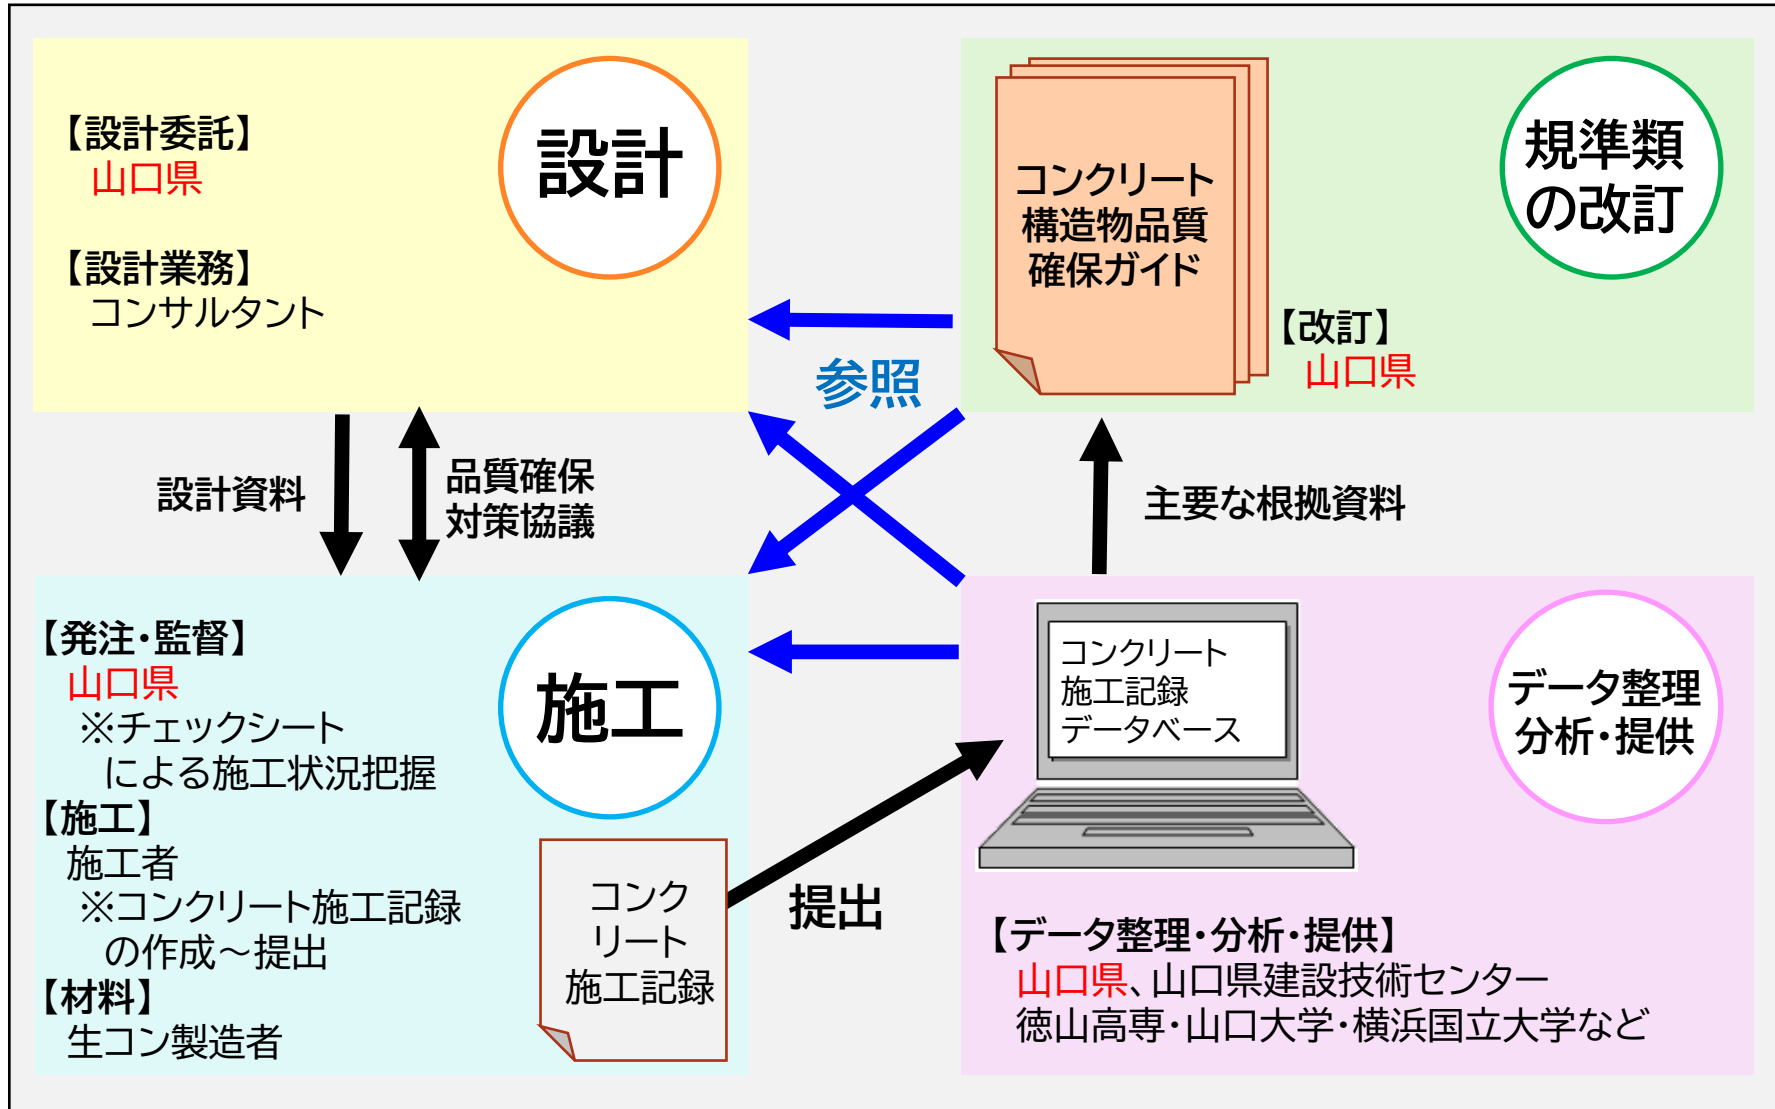 【設計委託】
山口県
【設計業務】
コンサルタント
設計
コンクリート
構造物品質
確保ガイド
規準類
の改訂
【改訂】
山口県
参照
設計資料
品質確保
対策協議
主要な根拠資料
【発注・監督】
山口県
※チェックシート
による施工状況把握
【施工】
施工者
※コンクリート施工記録
の作成～提出
【材料】
生コン製造者
施工
コンク
リート
施工記録
提出
コンクリート
施工記録
データベース
データ整理
分析・提供
【データ整理・分析・提供】
山口県、山口県建設技術センター
徳山高専・山口大学・横浜国立大学など